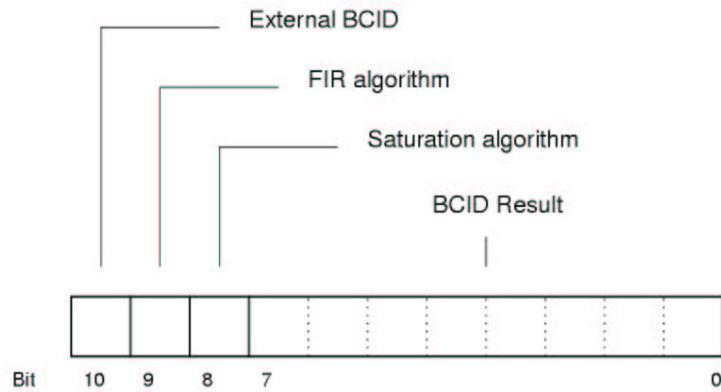 External BCID
FIR algorithm
Saturation algorithm
BCID Result
Bit 10 9 8 7 0